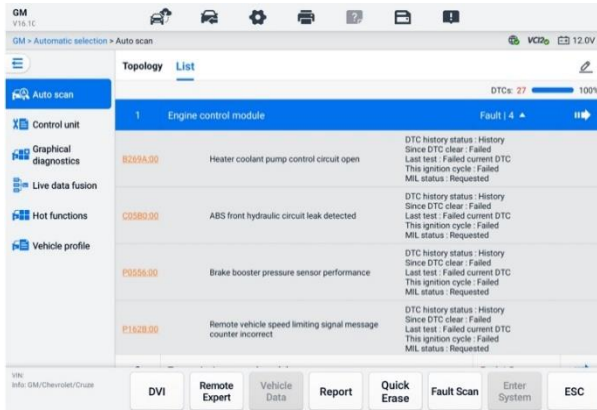 GM
V16.10
GM > Automatic selection > Auto scan
VCI2
12.0V
Topology List
DTCs: 27 100%
Auto scan
Control unit
Graphical
diagnostics
Live data fusion
Hot functions
Vehicle profile
1 Engine control module Fault | 4
B269A:00 Heater coolant pump control circuit open
DTC history status : History
Since DTC clear : Failed
Last test : Failed current DTC
This ignition cycle : Failed
MIL status : Requested
C05B0:00 ABS front hydraulic circuit leak detected
DTC history status : History
Since DTC clear : Failed
Last test : Failed current DTC
This ignition cycle : Failed
MIL status : Requested
P0556:00 Brake booster pressure sensor performance
DTC history status : History
Since DTC clear : Failed
Last test : Failed current DTC
This ignition cycle : Failed
MIL status : Requested
P162B:00 Remote vehicle speed limiting signal message
counter incorrect
DTC history status : History
Since DTC clear : Failed
Last test : Failed current DTC
This ignition cycle : Failed
MIL status : Requested
VIN:
Info: GM/Chevrolet/Cruze
DVI
Remote
Expert
Vehicle
Data
Report
Quick
Erase
Fault Scan
Enter
System
ESC